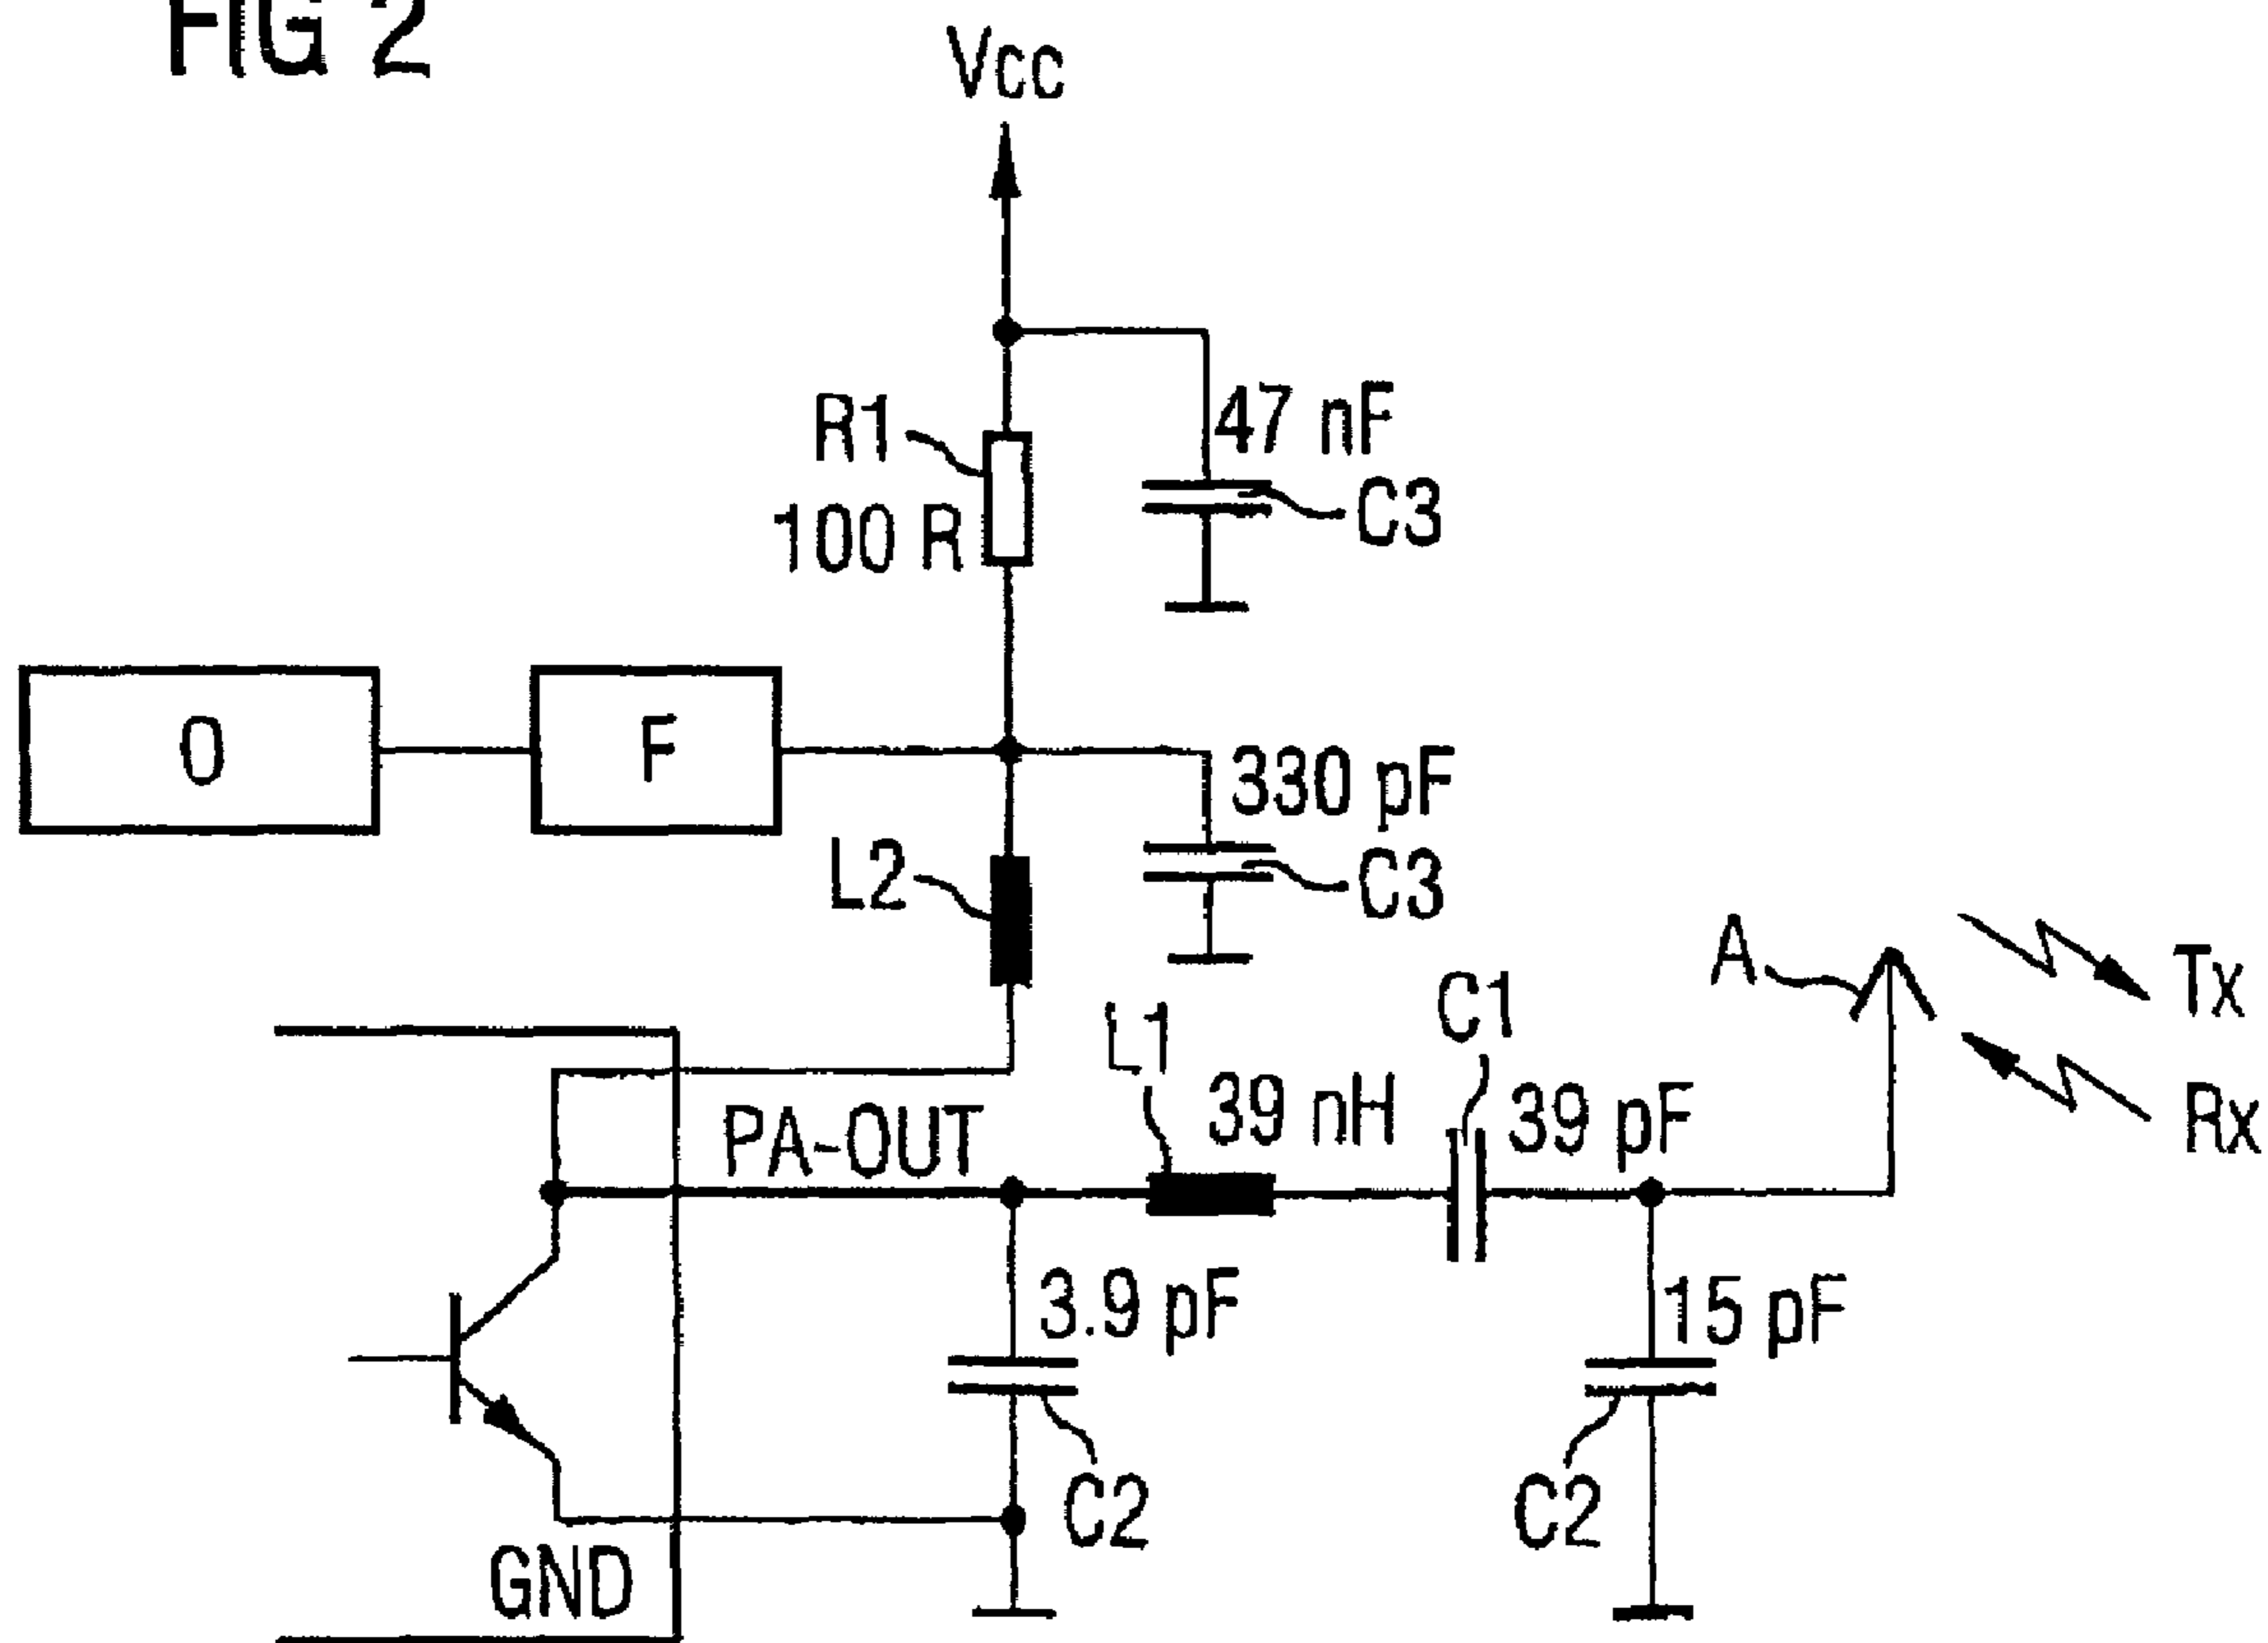 FIG 2
Vcc
R1
100 R
47 nF
C3
O
F
330 pF
C3
L2
A
Tx
Rx
L1
39 nH
C1
39 pF
PA-OUT
3.9 pF
C2
15 pF
C2
GND